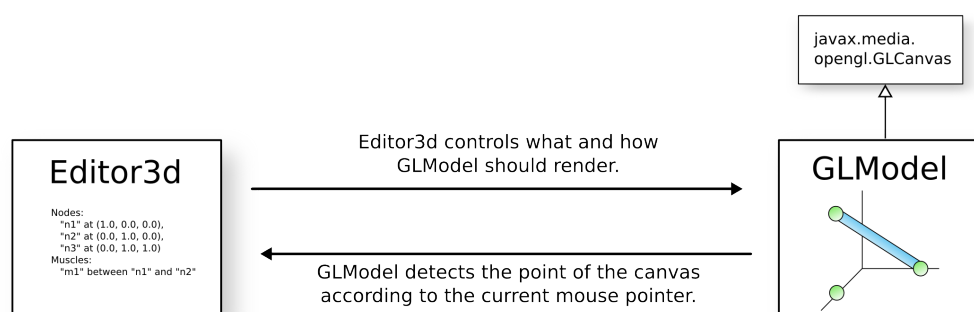 javax.media.
opengl.GLCanvas
Editor3d controls what and how
GLModel should render.
Editor3d
Nodes:
"n1" at (1.0, 0.0, 0.0),
"n2" at (0.0, 1.0, 0.0),
"n3" at (0.0, 1.0, 1.0)
Muscles:
"m1" between "n1" and "n2"
GLModel
GLModel detects the point of the canvas
according to the current mouse pointer.